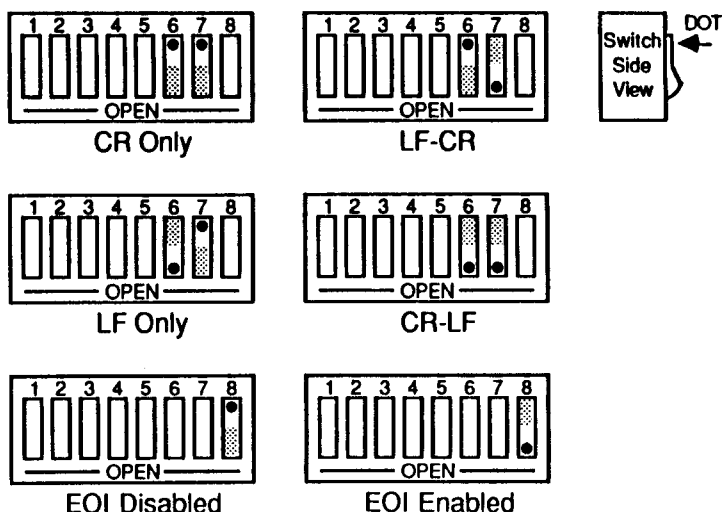 1 2 3 4 5 6 7 8
OPEN
CR Only
1 2 3 4 5 6 7 8
OPEN
LF-CR
Switch
Side
View
DOT
1 2 3 4 5 6 7 8
OPEN
LF Only
1 2 3 4 5 6 7 8
OPEN
CR-LF
1 2 3 4 5 6 7 8
OPEN
EOI Disabled
1 2 3 4 5 6 7 8
OPEN
EOI Enabled